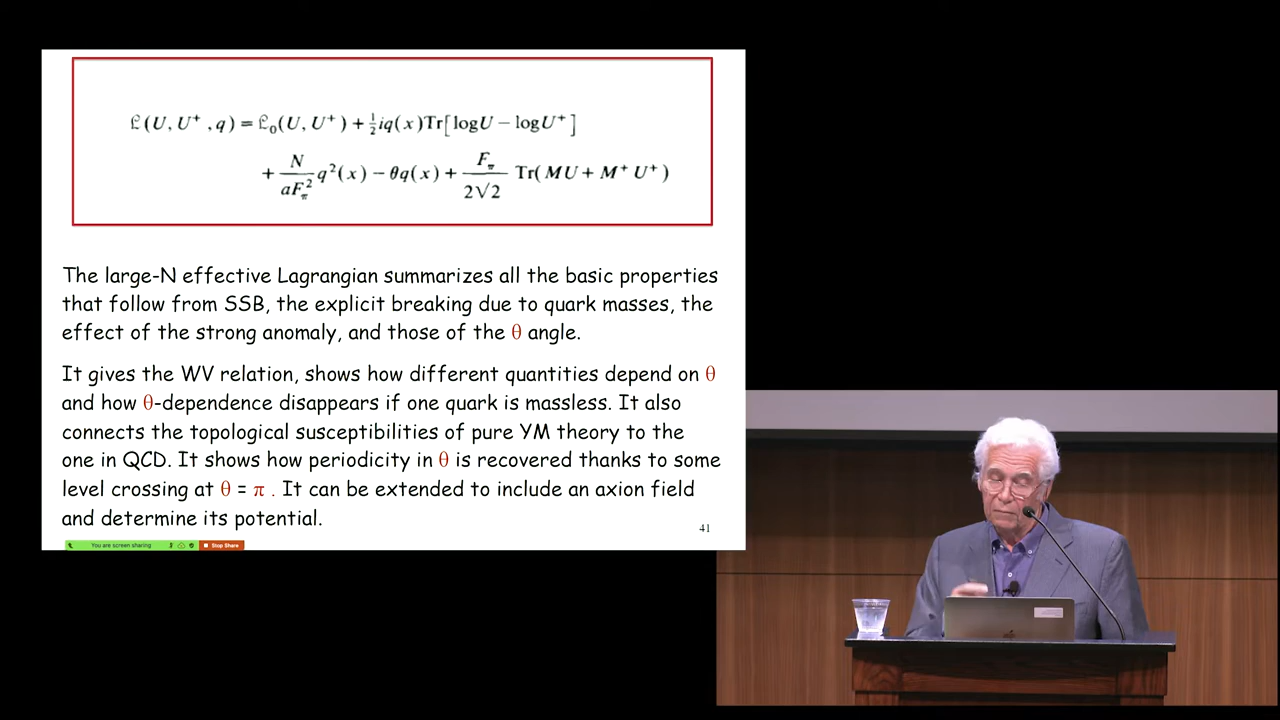 ℒ(U, U⁺, q) = ℒ₀(U, U⁺) + ½iq(x)Tr[logU − logU⁺]
+ N/aF_π² q²(x) − θq(x) + F_π/2√2 Tr(MU + M⁺U⁺)
The large-N effective Lagrangian summarizes all the basic properties
that follow from SSB, the explicit breaking due to quark masses, the
effect of the strong anomaly, and those of the θ angle.
It gives the WV relation, shows how different quantities depend on θ
and how θ-dependence disappears if one quark is massless. It also
connects the topological susceptibilities of pure YM theory to the
one in QCD. It shows how periodicity in θ is recovered thanks to some
level crossing at θ = π . It can be extended to include an axion field
and determine its potential.
41
You are screen sharing Stop Share